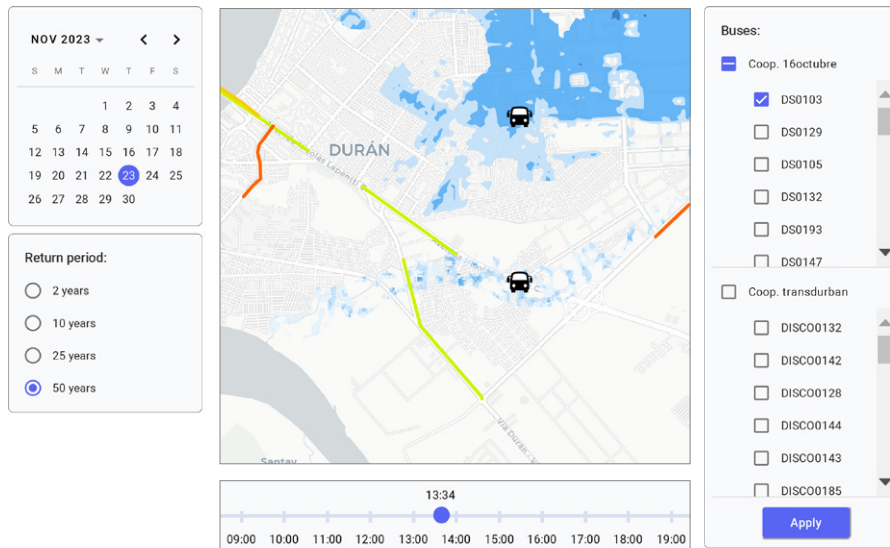 NOV 2023
S M T W T F S
1 2 3 4
5 6 7 8 9 10 11
12 13 14 15 16 17 18
19 20 21 22 23 24 25
26 27 28 29 30
Return period:
2 years
10 years
25 years
50 years
DURÁN
Santay
13:34
09:00 10:00 11:00 12:00 13:00 14:00 15:00 16:00 17:00 18:00 19:00
Buses:
Coop. 16octubre
DS0103
DS0129
DS0105
DS0132
DS0193
DS0147
Coop. transdurban
DISCO0132
DISCO0142
DISCO0128
DISCO0144
DISCO0143
DISCO0185
Apply